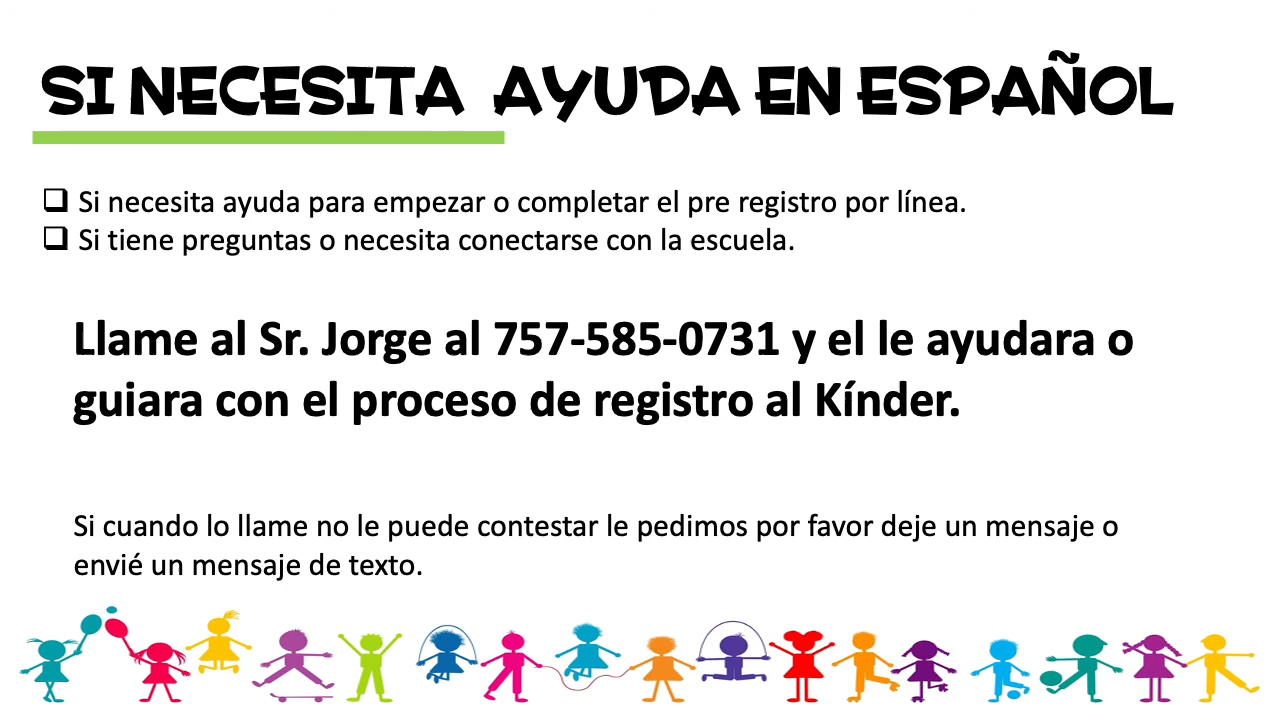 SI NECESITA AYUDA EN ESPAÑOL
❑ Si necesita ayuda para empezar o completar el pre registro por línea.
❑ Si tiene preguntas o necesita conectarse con la escuela.
Llame al Sr. Jorge al 757-585-0731 y el le ayudara o
guiara con el proceso de registro al Kínder.
Si cuando lo llame no le puede contestar le pedimos por favor deje un mensaje o
envié un mensaje de texto.